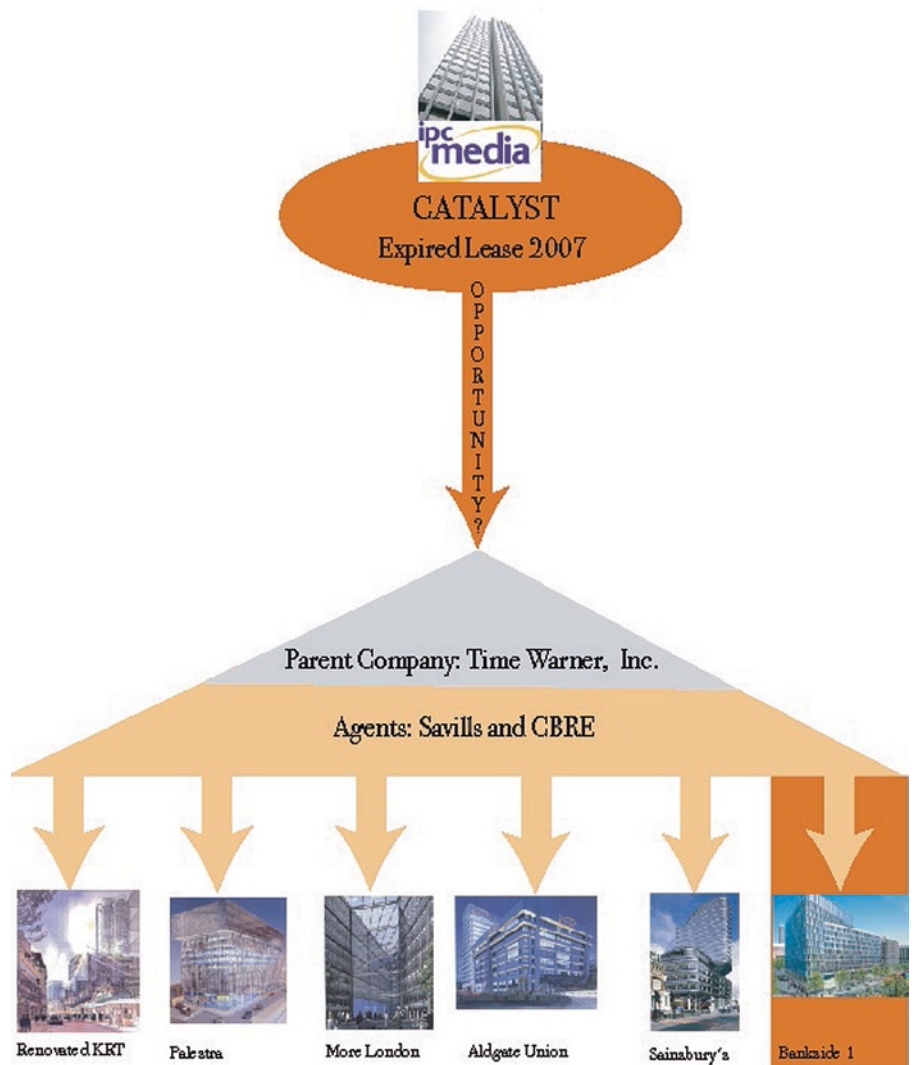 ipc
media
CATALYST
Expired Lease 2007
OPPORTUNITY?
Parent Company: Time Warner, Inc.
Agents: Savills and CBRE
Renovated KRT
Palestra
More London
Aldgate Union
Sainsbury's
Bankside 1